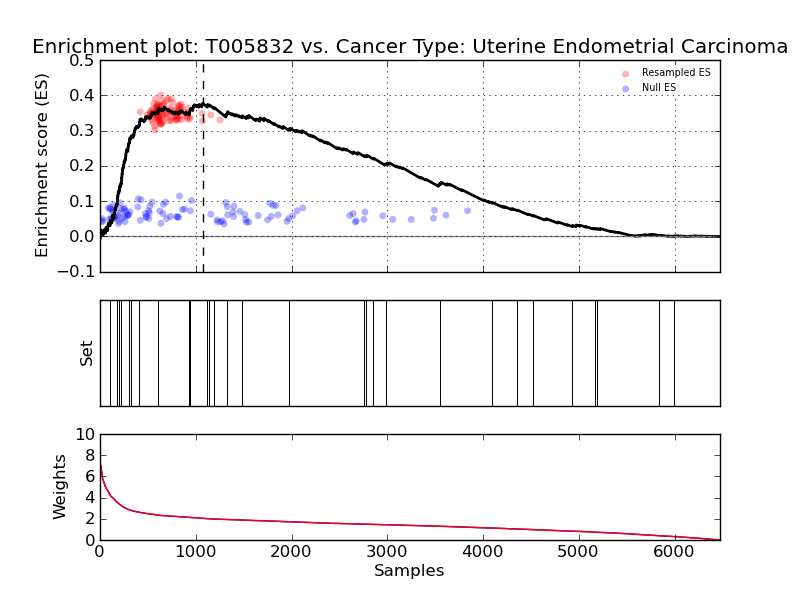 Enrichment plot: T005832 vs. Cancer Type: Uterine Endometrial Carcinoma
0.5
0.4
0.3
0.2
0.1
0.0
−0.1
Enrichment score (ES)
Resampled ES
Null ES
Set
10
8
6
4
2
0
Weights
0 1000 2000 3000 4000 5000 6000
Samples